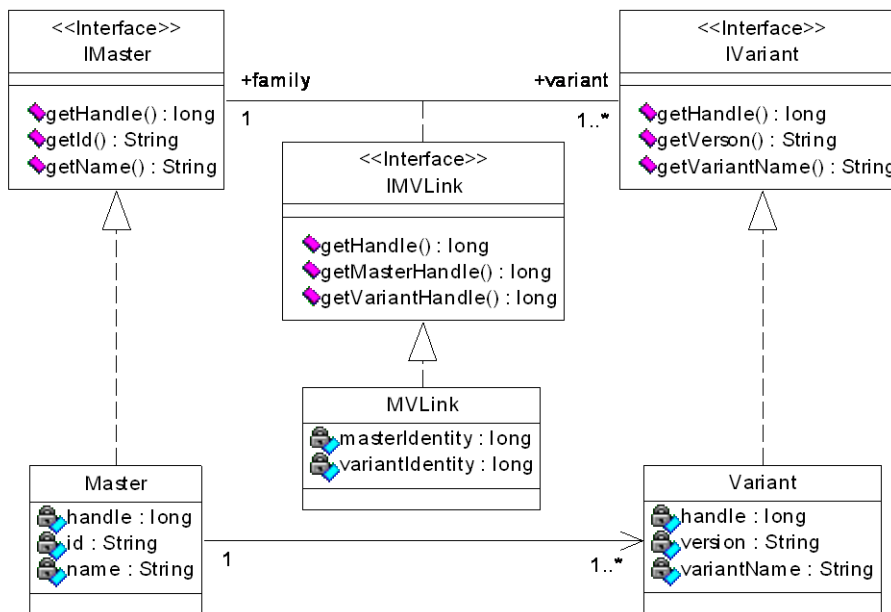 <<Interface>>
IMaster
getHandle() : long
getId() : String
getName() : String
+family
1
+variant
1..*
<<Interface>>
IVariant
getHandle() : long
getVerson() : String
getVariantName() : String
<<Interface>>
IMVLink
getHandle() : long
getMasterHandle() : long
getVariantHandle() : long
MVLink
masterIdentity : long
variantIdentity : long
Master
handle : long
id : String
name : String
1
1..*
Variant
handle : long
version : String
variantName : String